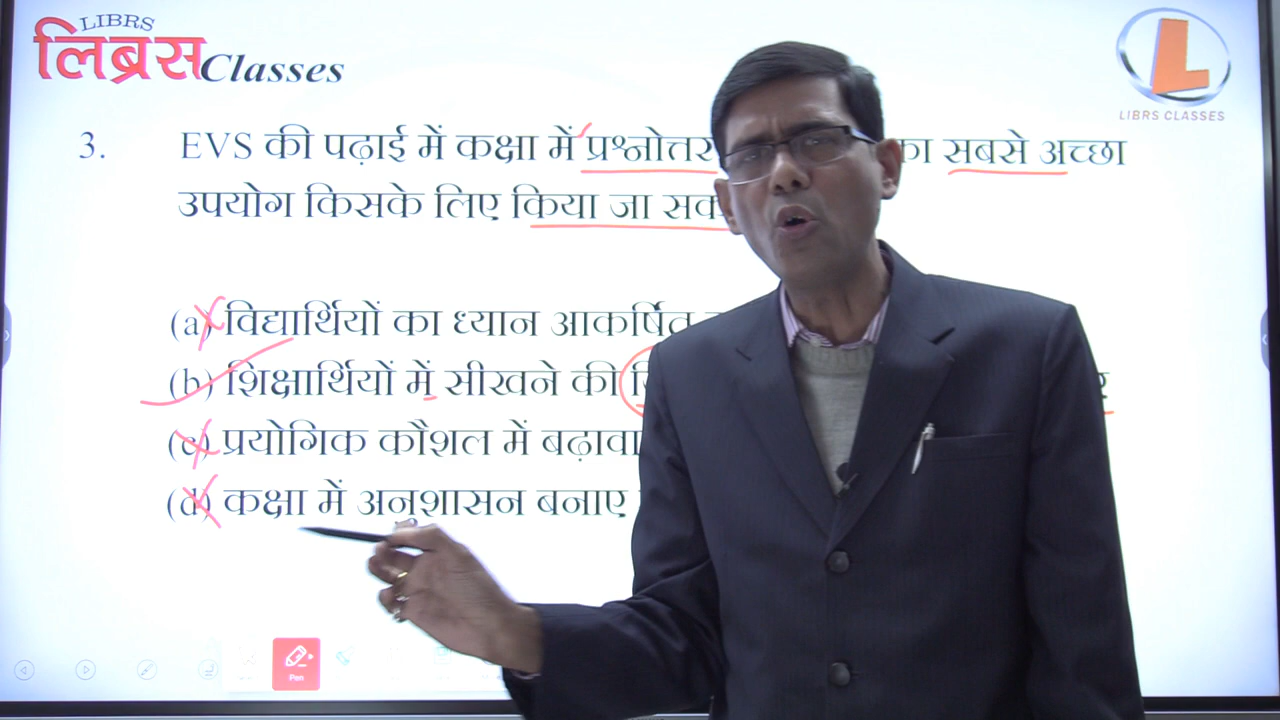 LIBRS
लिब्रस Classes
L
LIBRS CLASSES
3. EVS की पढ़ाई में कक्षा में प्रश्नोत्तर का सबसे अच्छा
उपयोग किसके लिए किया जा
(a) विद्यार्थियों का ध्यान आकर्षित
(b) शिक्षार्थियों में सीखने की
(c) प्रयोगिक कौशल में बढ़ावा
(d) कक्षा में अनुशासन बनाए
Pen